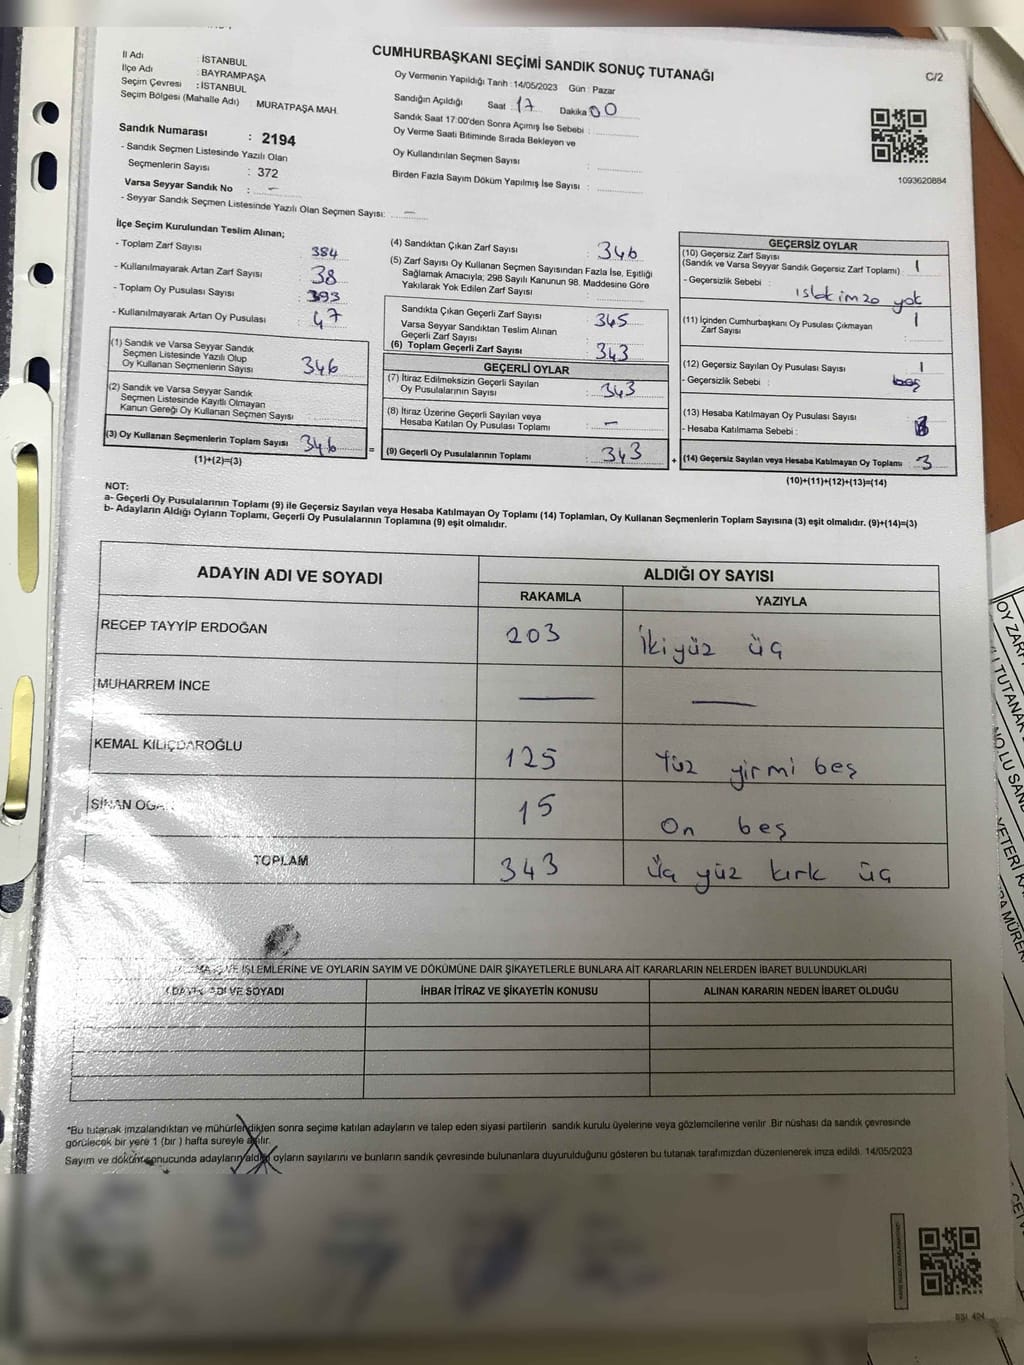 CUMHURBAŞKANI SEÇİMİ SANDIK SONUÇ TUTANAĞI
C/2
İl Adı : İSTANBUL
İlçe Adı : BAYRAMPAŞA
Seçim Çevresi : İSTANBUL
Seçim Bölgesi (Mahalle Adı) : MURATPAŞA MAH.
Sandık Numarası : 2194
- Sandık Seçmen Listesinde Yazılı Olan
Seçmenlerin Sayısı : 372
Varsa Seyyar Sandık No : –
- Seyyar Sandık Seçmen Listesinde Yazılı Olan Seçmen Sayısı: –
Oy Vermenin Yapıldığı Tarih : 14/05/2023 Gün : Pazar
Sandığın Açıldığı Saat 17 Dakika 00
Sandık Saat 17:00'den Sonra Açımış İse Sebebi :
Oy Verme Saati Bitiminde Sırada Bekleyen ve
Oy Kullandırılan Seçmen Sayısı :
Birden Fazla Sayım Döküm Yapılmış İse Sayısı :
1093620884
İlçe Seçim Kurulundan Teslim Alınan;
- Toplam Zarf Sayısı : 384
- Kullanılmayarak Artan Zarf Sayısı : 38
- Toplam Oy Pusulası Sayısı : 393
- Kullanılmayarak Artan Oy Pusulası : 47
(1) Sandık ve Varsa Seyyar Sandık
Seçmen Listesinde Yazılı Olup
Oy Kullanan Seçmenlerin Sayısı : 346
(2) Sandık ve Varsa Seyyar Sandık
Seçmen Listesinde Kayıtlı Olmayan
Kanun Gereği Oy Kullanan Seçmen Sayısı :
(3) Oy Kullanan Seçmenlerin Toplam Sayısı : 346 =
(1)+(2)=(3)
(4) Sandıktan Çıkan Zarf Sayısı : 346
(5) Zarf Sayısı Oy Kullanan Seçmen Sayısından Fazla İse, Eşitliği
Sağlamak Amacıyla; 298 Sayılı Kanunun 98. Maddesine Göre
Yakılarak Yok Edilen Zarf Sayısı :
Sandıkta Çıkan Geçerli Zarf Sayısı : 345
Varsa Seyyar Sandıktan Teslim Alınan
Geçerli Zarf Sayısı :
(6) Toplam Geçerli Zarf Sayısı : 343
GEÇERLİ OYLAR
(7) İtiraz Edilmeksizin Geçerli Sayılan
Oy Pusulalarının Sayısı : 343
(8) İtiraz Üzerine Geçerli Sayılan veya
Hesaba Katılan Oy Pusulası Toplamı : –
(9) Geçerli Oy Pusulalarının Toplamı : 343 +
GEÇERSİZ OYLAR
(10) Geçersiz Zarf Sayısı
(Sandık ve Varsa Seyyar Sandık Geçersiz Zarf Toplamı) : 1
- Geçersizlik Sebebi :
yok
(11) İçinden Cumhurbaşkanı Oy Pusulası Çıkmayan
Zarf Sayısı : 1
(12) Geçersiz Sayılan Oy Pusulası Sayısı : 1
- Geçersizlik Sebebi : boş
(13) Hesaba Katılmayan Oy Pusulası Sayısı :
- Hesaba Katılmama Sebebi :
(14) Geçersiz Sayılan veya Hesaba Katılmayan Oy Toplamı : 3
(10)+(11)+(12)+(13)=(14)
NOT:
a- Geçerli Oy Pusulalarının Toplamı (9) ile Geçersiz Sayılan veya Hesaba Katılmayan Oy Toplamı (14) Toplamları, Oy Kullanan Seçmenlerin Toplam Sayısına (3) eşit olmalıdır. (9)+(14)=(3)
b- Adayların Aldığı Oyların Toplamı, Geçerli Oy Pusulalarının Toplamına (9) eşit olmalıdır.
ADAYIN ADI VE SOYADI ALDIĞI OY SAYISI
RAKAMLA YAZIYLA
RECEP TAYYİP ERDOĞAN 203 İkiyüz üç
MUHARREM İNCE — —
KEMAL KILIÇDAROĞLU 125 Yüz yirmi beş
SİNAN OĞAN 15 On beş
TOPLAM 343 üç yüz kırk üç
İŞLEMLERİNE VE OYLARIN SAYIM VE DÖKÜMÜNE DAİR ŞİKAYETLERLE BUNLARA AİT KARARLARIN NELERDEN İBARET BULUNDUKLARI
ADI VE SOYADI İHBAR İTİRAZ VE ŞİKAYETİN KONUSU ALINAN KARARIN NEDEN İBARET OLDUĞU
*Bu tutanak imzalandıktan ve mühürlendikten sonra seçime katılan adayların ve talep eden siyasi partilerin sandık kurulu üyelerine veya gözlemcilerine verilir. Bir nüshası da sandık çevresinde
görülecek bir yere 1 (bir ) hafta süreyle asılır.
Sayım ve döküm sonucunda adayların aldığı oyların sayılarını ve bunların sandık çevresinde bulunanlara duyurulduğunu gösteren bu tutanak tarafımızdan düzenlenerek imza edildi. 14/05/2023